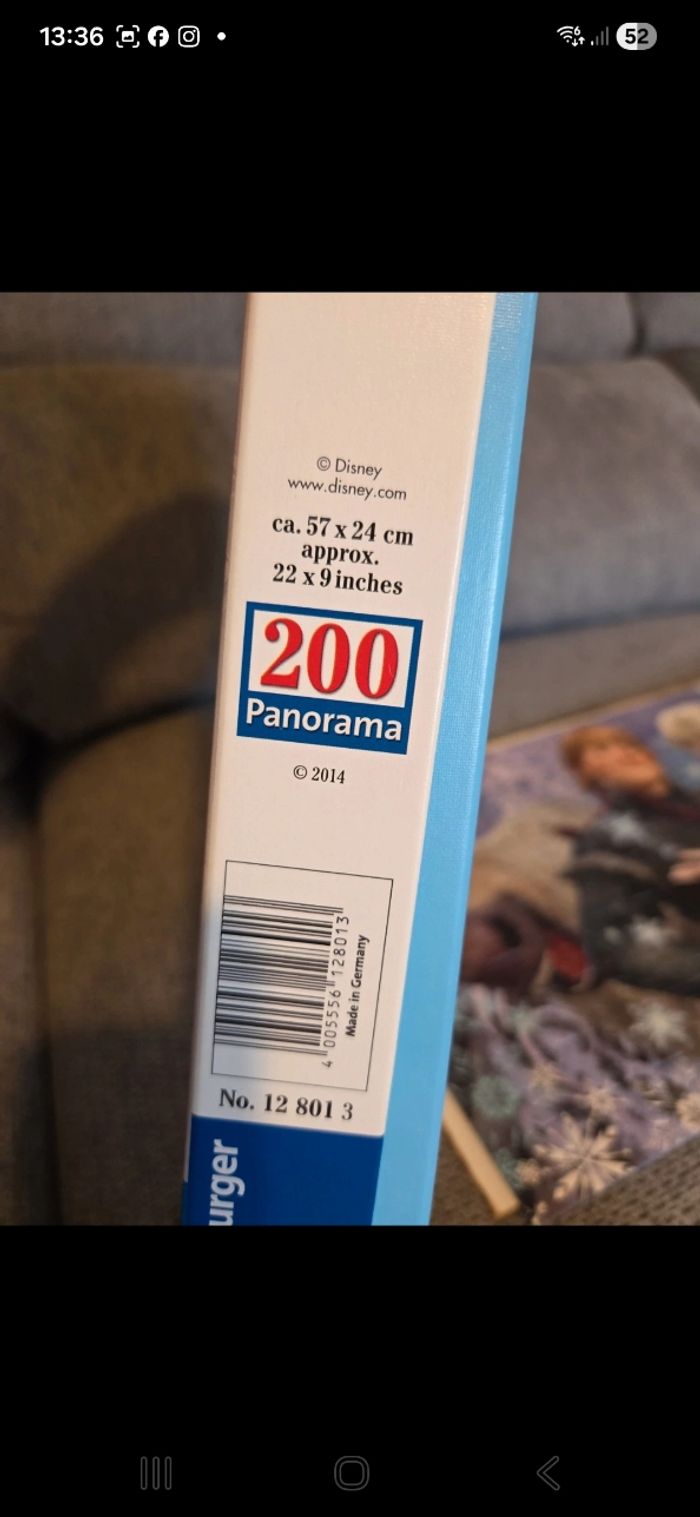 13:36
52
© Disney
www.disney.com
ca. 57 x 24 cm
approx.
22 x 9 inches
200
Panorama
© 2014
4 005556 128013
Made in Germany
No. 12 801 3
urger